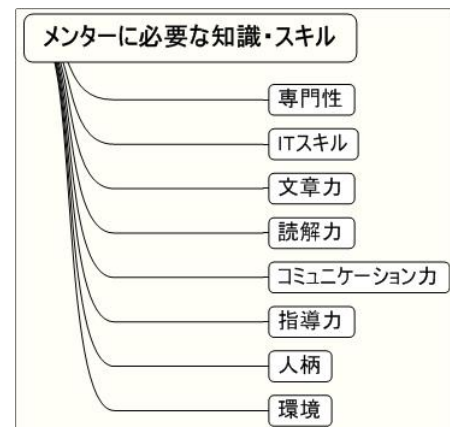 メンターに必要な知識・スキル
専門性
ITスキル
文章力
読解力
コミュニケーション力
指導力
人柄
環境